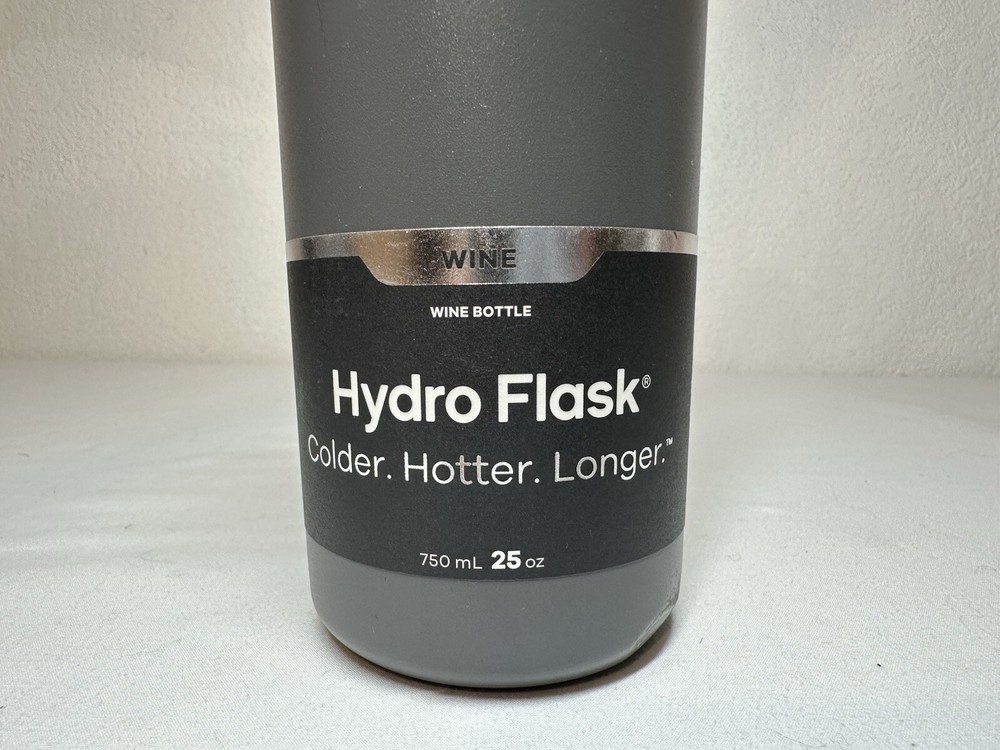 WINE
WINE BOTTLE
Hydro Flask®
Colder. Hotter. Longer.™
750 mL 25 oz